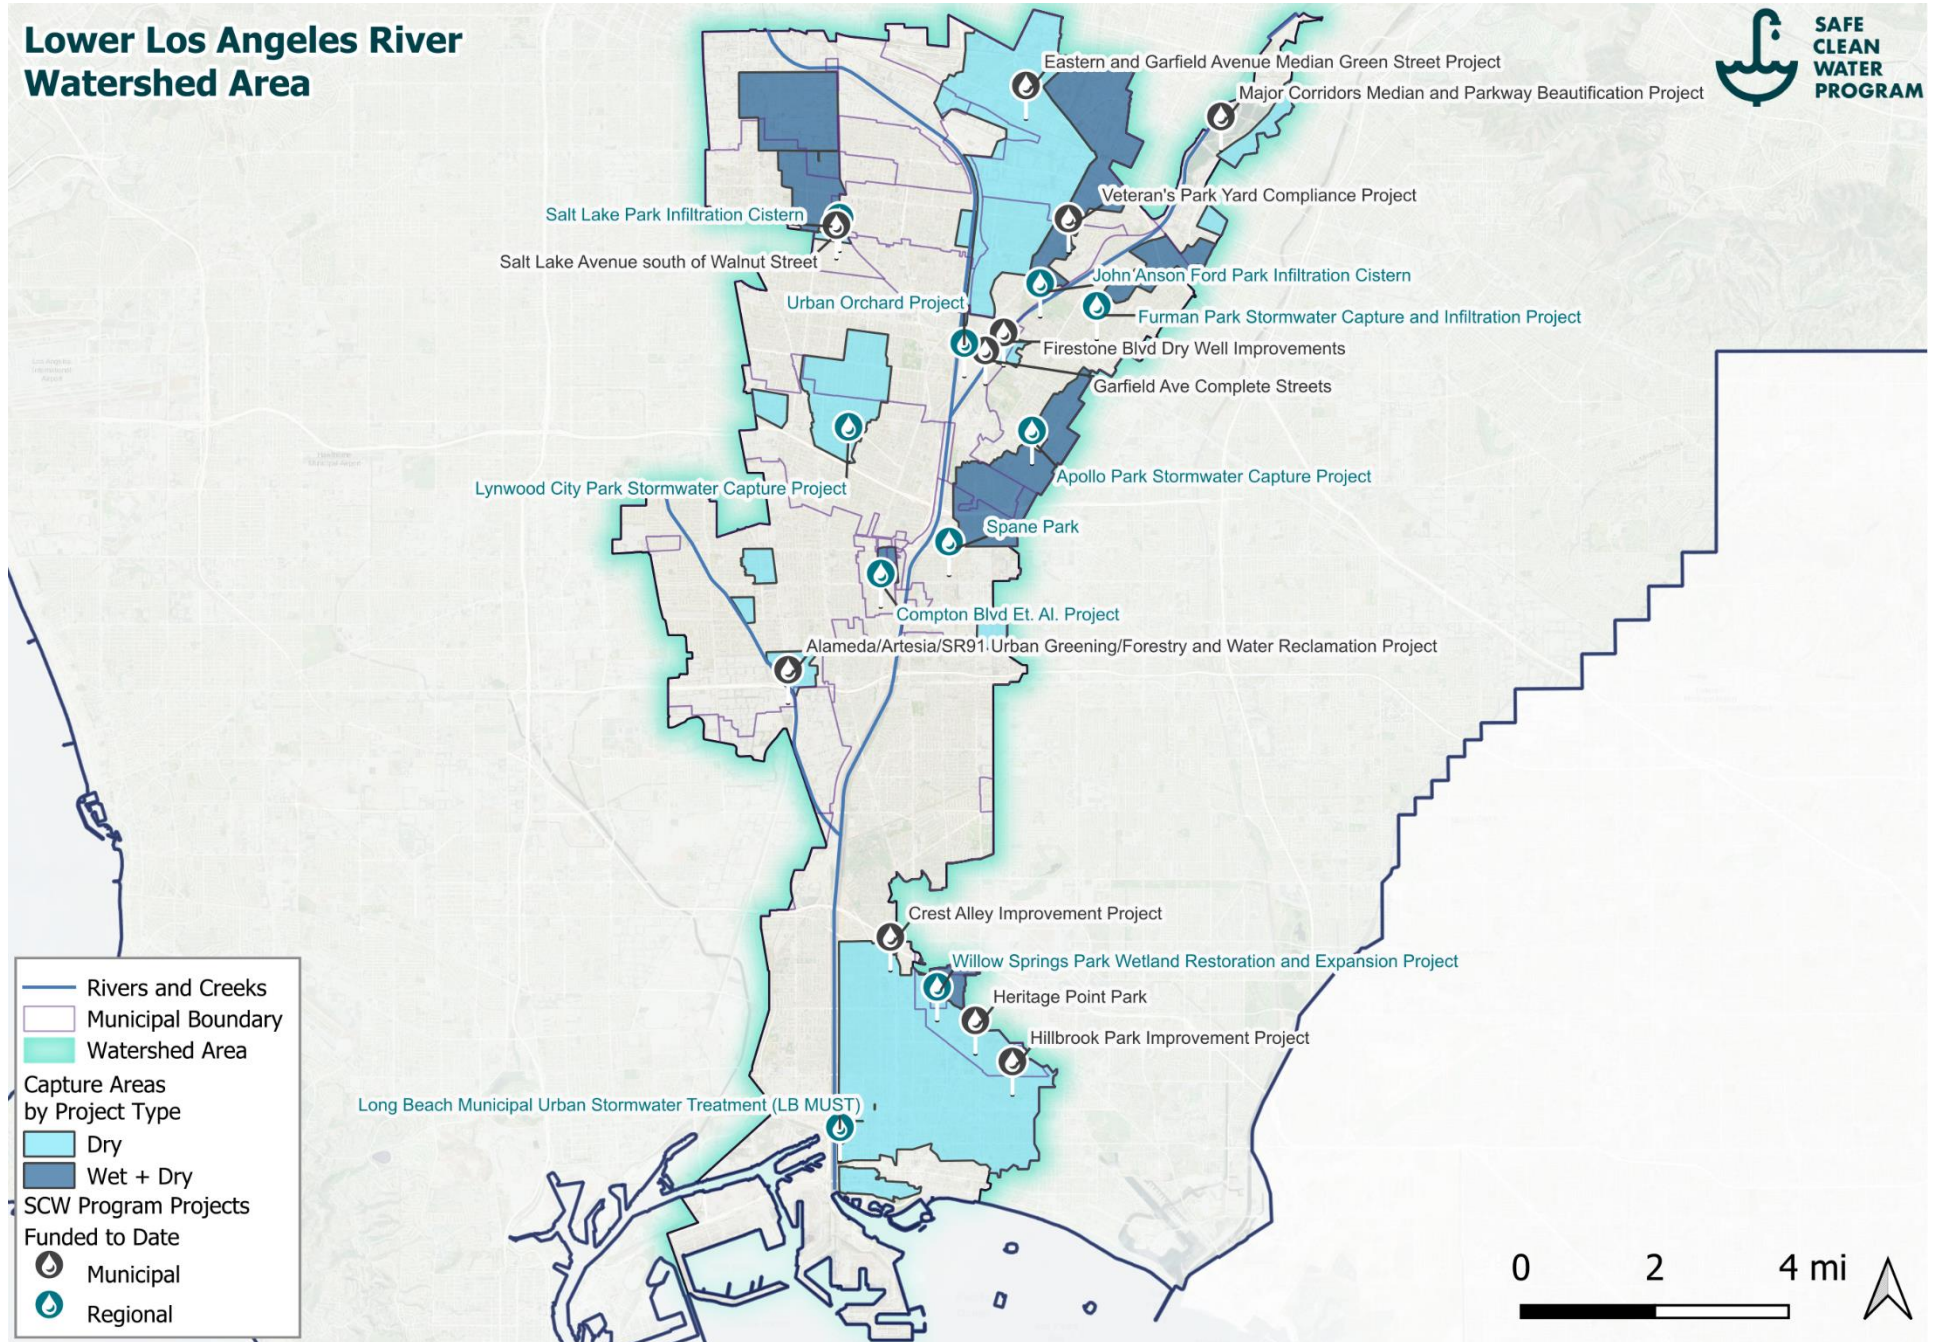 Lower Los Angeles River
Watershed Area
SAFE
CLEAN
WATER
PROGRAM
Eastern and Garfield Avenue Median Green Street Project
Major Corridors Median and Parkway Beautification Project
Veteran's Park Yard Compliance Project
Salt Lake Park Infiltration Cistern
Salt Lake Avenue south of Walnut Street
John Anson Ford Park Infiltration Cistern
Urban Orchard Project
Furman Park Stormwater Capture and Infiltration Project
Firestone Blvd Dry Well Improvements
Garfield Ave Complete Streets
Lynwood City Park Stormwater Capture Project
Apollo Park Stormwater Capture Project
Spane Park
Compton Blvd Et. Al. Project
Alameda/Artesia/SR91 Urban Greening/Forestry and Water Reclamation Project
Crest Alley Improvement Project
Willow Springs Park Wetland Restoration and Expansion Project
Heritage Point Park
Hillbrook Park Improvement Project
Long Beach Municipal Urban Stormwater Treatment (LB MUST)
Rivers and Creeks
Municipal Boundary
Watershed Area
Capture Areas
by Project Type
Dry
Wet + Dry
SCW Program Projects
Funded to Date
Municipal
Regional
0 2 4 mi